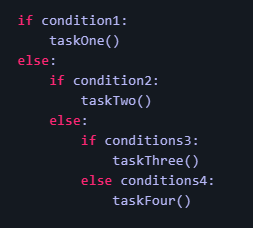 if condition1:
    taskOne()
else:
    if condition2:
        taskTwo()
    else:
        if conditions3:
            taskThree()
        else conditions4:
            taskFour()